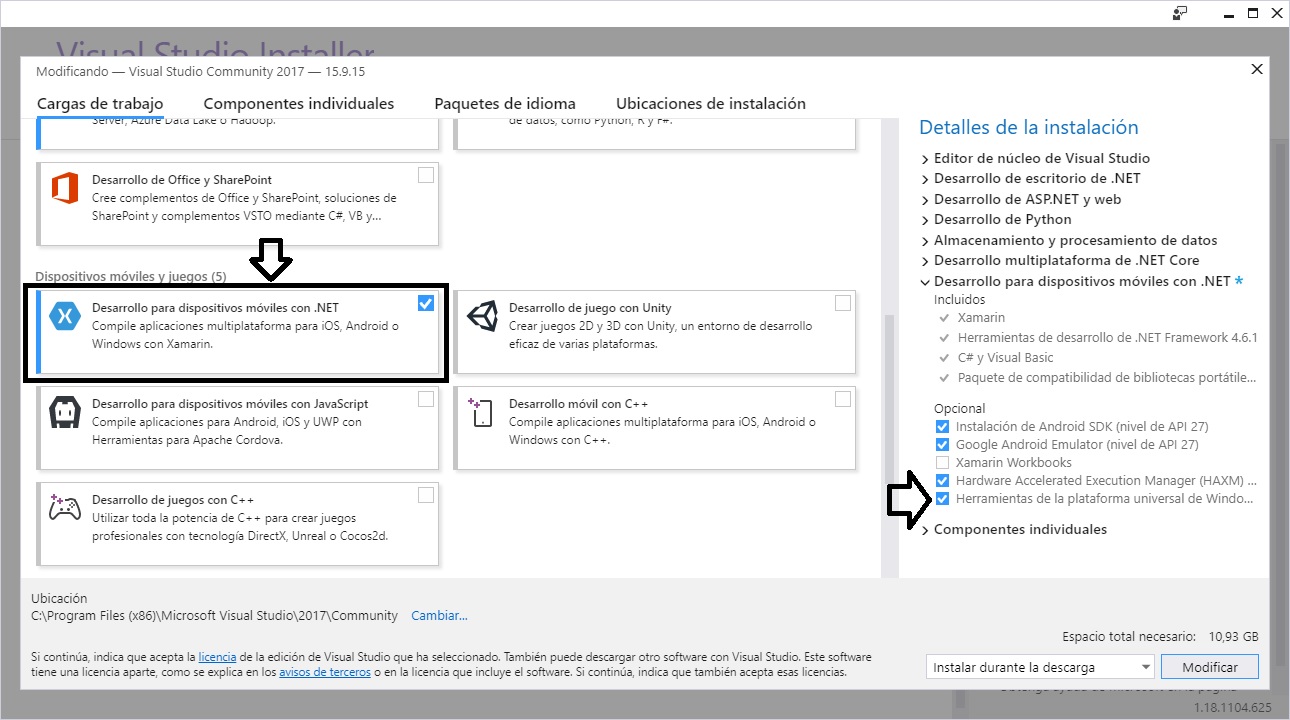 Visual Studio Installer
Modificando — Visual Studio Community 2017 — 15.9.15
Cargas de trabajo
Componentes individuales
Paquetes de idioma
Ubicaciones de instalación
Server, Azure Data Lake o Hadoop.
de datos, como Python, R y F#.
Desarrollo de Office y SharePoint
Cree complementos de Office y SharePoint, soluciones de
SharePoint y complementos VSTO mediante C#, VB y...
Dispositivos móviles y juegos (5)
Desarrollo para dispositivos móviles con .NET
Compile aplicaciones multiplataforma para iOS, Android o
Windows con Xamarin.
Desarrollo de juego con Unity
Crear juegos 2D y 3D con Unity, un entorno de desarrollo
eficaz de varias plataformas.
Desarrollo para dispositivos móviles con JavaScript
Compile aplicaciones para Android, iOS y UWP con
Herramientas para Apache Cordova.
Desarrollo móvil con C++
Compile aplicaciones multiplataforma para iOS, Android o
Windows con C++.
Desarrollo de juegos con C++
Utilizar toda la potencia de C++ para crear juegos
profesionales con tecnología DirectX, Unreal o Cocos2d.
Detalles de la instalación
Editor de núcleo de Visual Studio
Desarrollo de escritorio de .NET
Desarrollo de ASP.NET y web
Desarrollo de Python
Almacenamiento y procesamiento de datos
Desarrollo multiplataforma de .NET Core
Desarrollo para dispositivos móviles con .NET *
Incluidos
Xamarin
Herramientas de desarrollo de .NET Framework 4.6.1
C# y Visual Basic
Paquete de compatibilidad de bibliotecas portátile...
Opcional
Instalación de Android SDK (nivel de API 27)
Google Android Emulator (nivel de API 27)
Xamarin Workbooks
Hardware Accelerated Execution Manager (HAXM) ...
Herramientas de la plataforma universal de Windo...
Componentes individuales
Ubicación
C:\Program Files (x86)\Microsoft Visual Studio\2017\Community
Cambiar...
Espacio total necesario: 10,93 GB
Si continúa, indica que acepta la licencia de la edición de Visual Studio que ha seleccionado. También puede descargar otro software con Visual Studio. Este software
tiene una licencia aparte, como se explica en los avisos de terceros o en la licencia que incluye el software. Si continúa, indica que también acepta esas licencias.
Instalar durante la descarga
Modificar
Obtenga ayuda de Microsoft en la página
1.18.1104.625